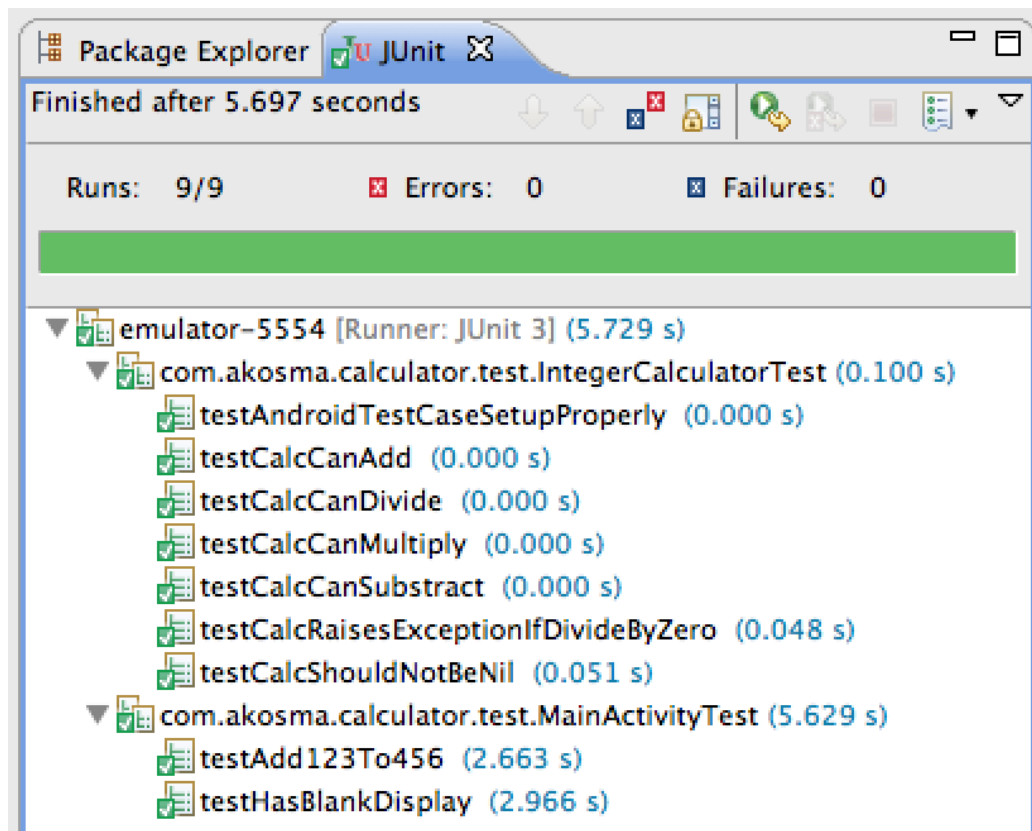 Package Explorer JUnit
Finished after 5.697 seconds
Runs: 9/9 Errors: 0 Failures: 0
emulator-5554 [Runner: JUnit 3] (5.729 s)
com.akosma.calculator.test.IntegerCalculatorTest (0.100 s)
testAndroidTestCaseSetupProperly (0.000 s)
testCalcCanAdd (0.000 s)
testCalcCanDivide (0.000 s)
testCalcCanMultiply (0.000 s)
testCalcCanSubstract (0.000 s)
testCalcRaisesExceptionIfDivideByZero (0.048 s)
testCalcShouldNotBeNil (0.051 s)
com.akosma.calculator.test.MainActivityTest (5.629 s)
testAdd123To456 (2.663 s)
testHasBlankDisplay (2.966 s)